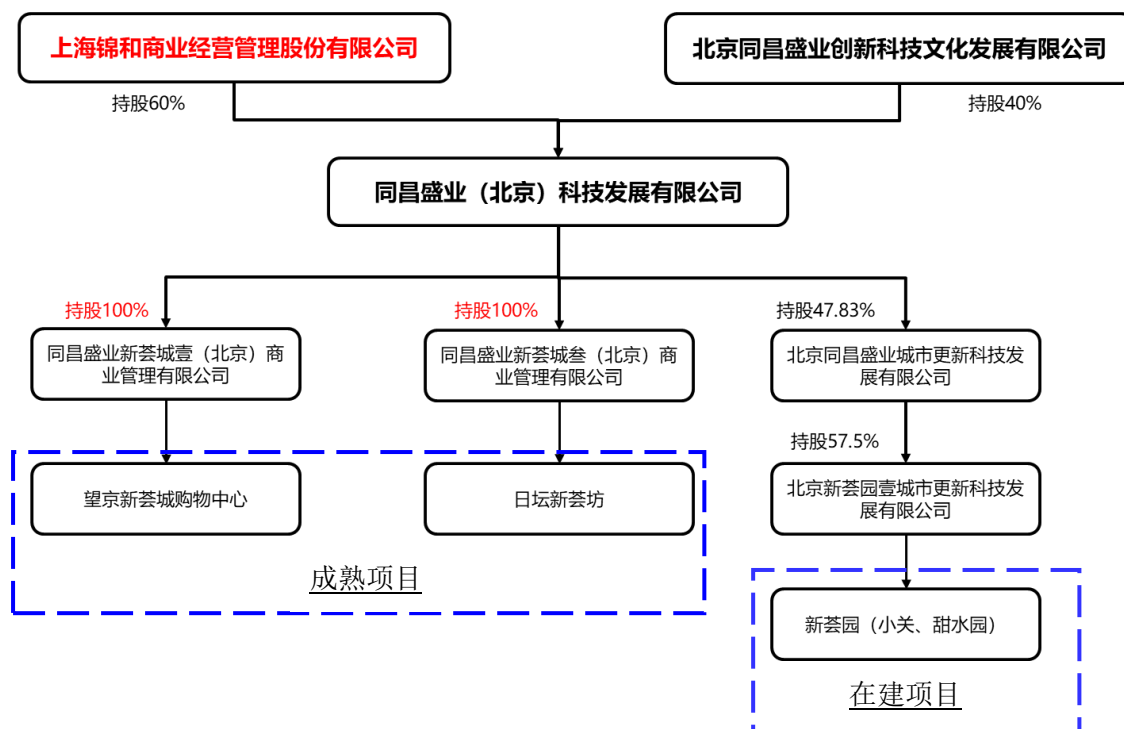 上海锦和商业经营管理股份有限公司
北京同昌盛业创新科技文化发展有限公司
持股60%
持股40%
同昌盛业（北京）科技发展有限公司
持股100%
持股100%
持股47.83%
同昌盛业新荟城壹（北京）商
业管理有限公司
同昌盛业新荟城叁（北京）商
业管理有限公司
北京同昌盛业城市更新科技发
展有限公司
持股57.5%
望京新荟城购物中心
日坛新荟坊
北京新荟园壹城市更新科技发
展有限公司
成熟项目
新荟园（小关、甜水园）
在建项目